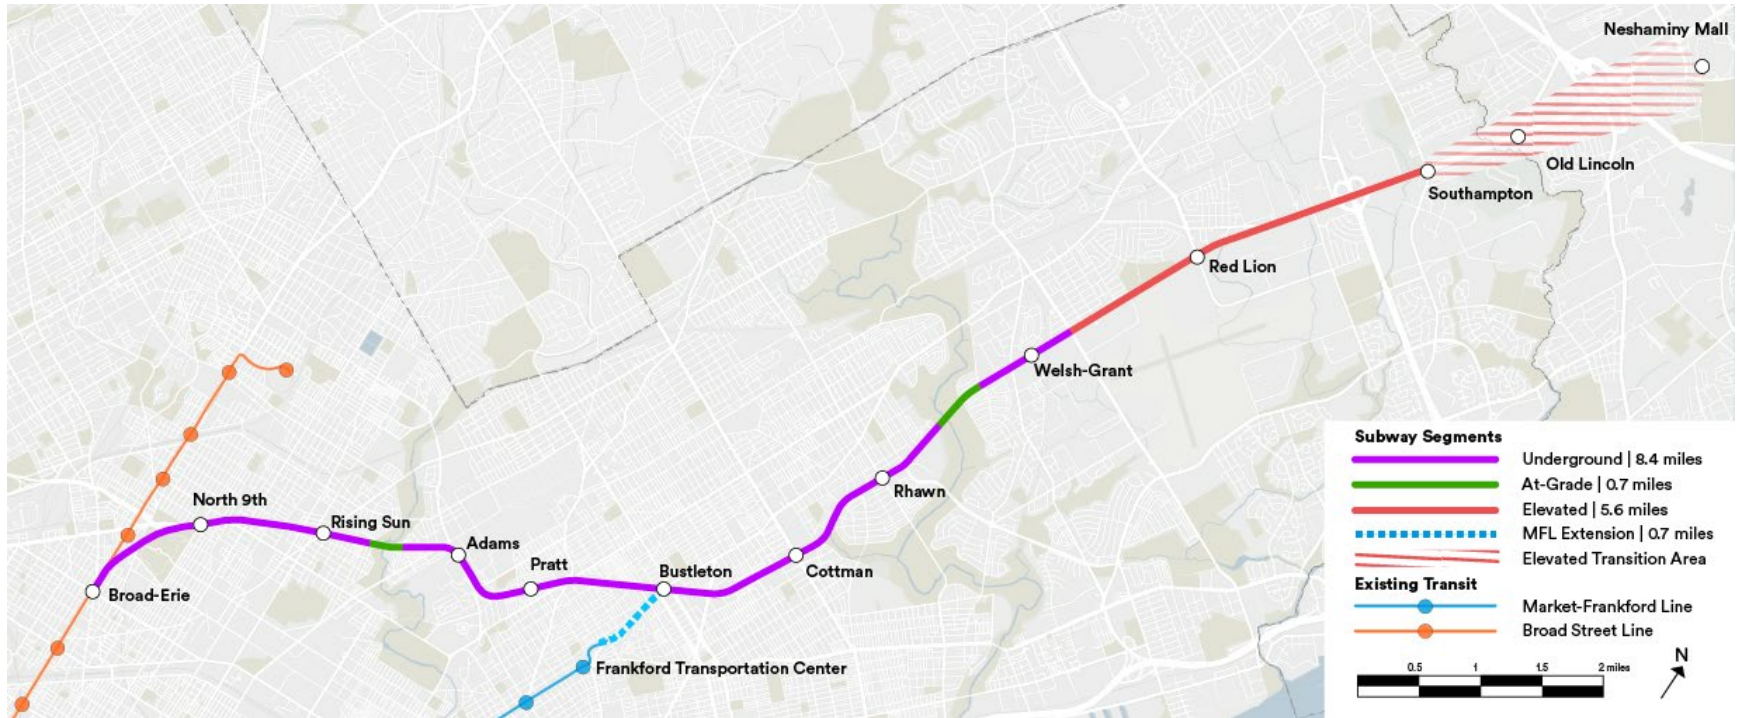 Neshaminy Mall
Old Lincoln
Southampton
Red Lion
Welsh-Grant
Rhawn
North 9th
Rising Sun
Adams
Pratt
Bustleton
Cottman
Broad-Erie
Frankford Transportation Center
Subway Segments
Underground | 8.4 miles
At-Grade | 0.7 miles
Elevated | 5.6 miles
MFL Extension | 0.7 miles
Elevated Transition Area
Existing Transit
Market-Frankford Line
Broad Street Line
N
0.5 1 1.5 2 miles